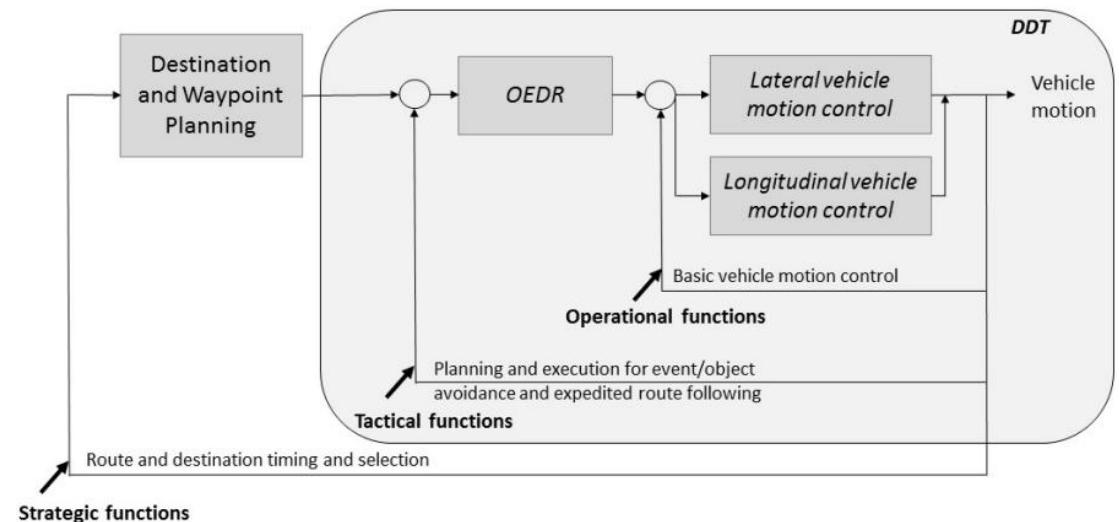 DDT
Destination
and Waypoint
Planning
OEDR
Lateral vehicle
motion control
Vehicle
motion
Longitudinal vehicle
motion control
Basic vehicle motion control
Operational functions
Planning and execution for event/object
avoidance and expedited route following
Tactical functions
Route and destination timing and selection
Strategic functions